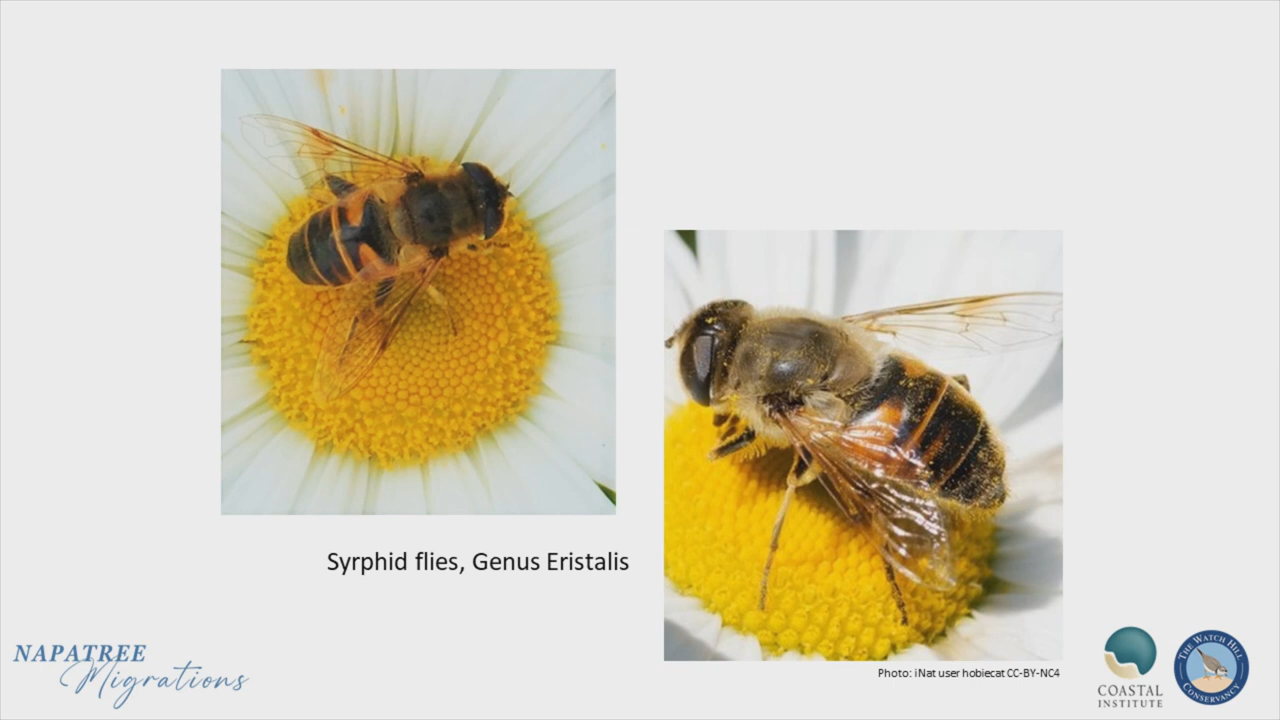 Syrphid flies, Genus Eristalis
Photo: iNat user hobiecat CC-BY-NC4
NAPATREE
Migrations
COASTAL
INSTITUTE
THE WATCH HILL
CONSERVANCY